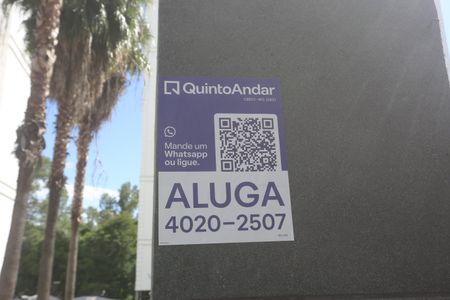 QuintoAndar
Mande um
Whatsapp
ou ligue.
ALUGA
4020-2507